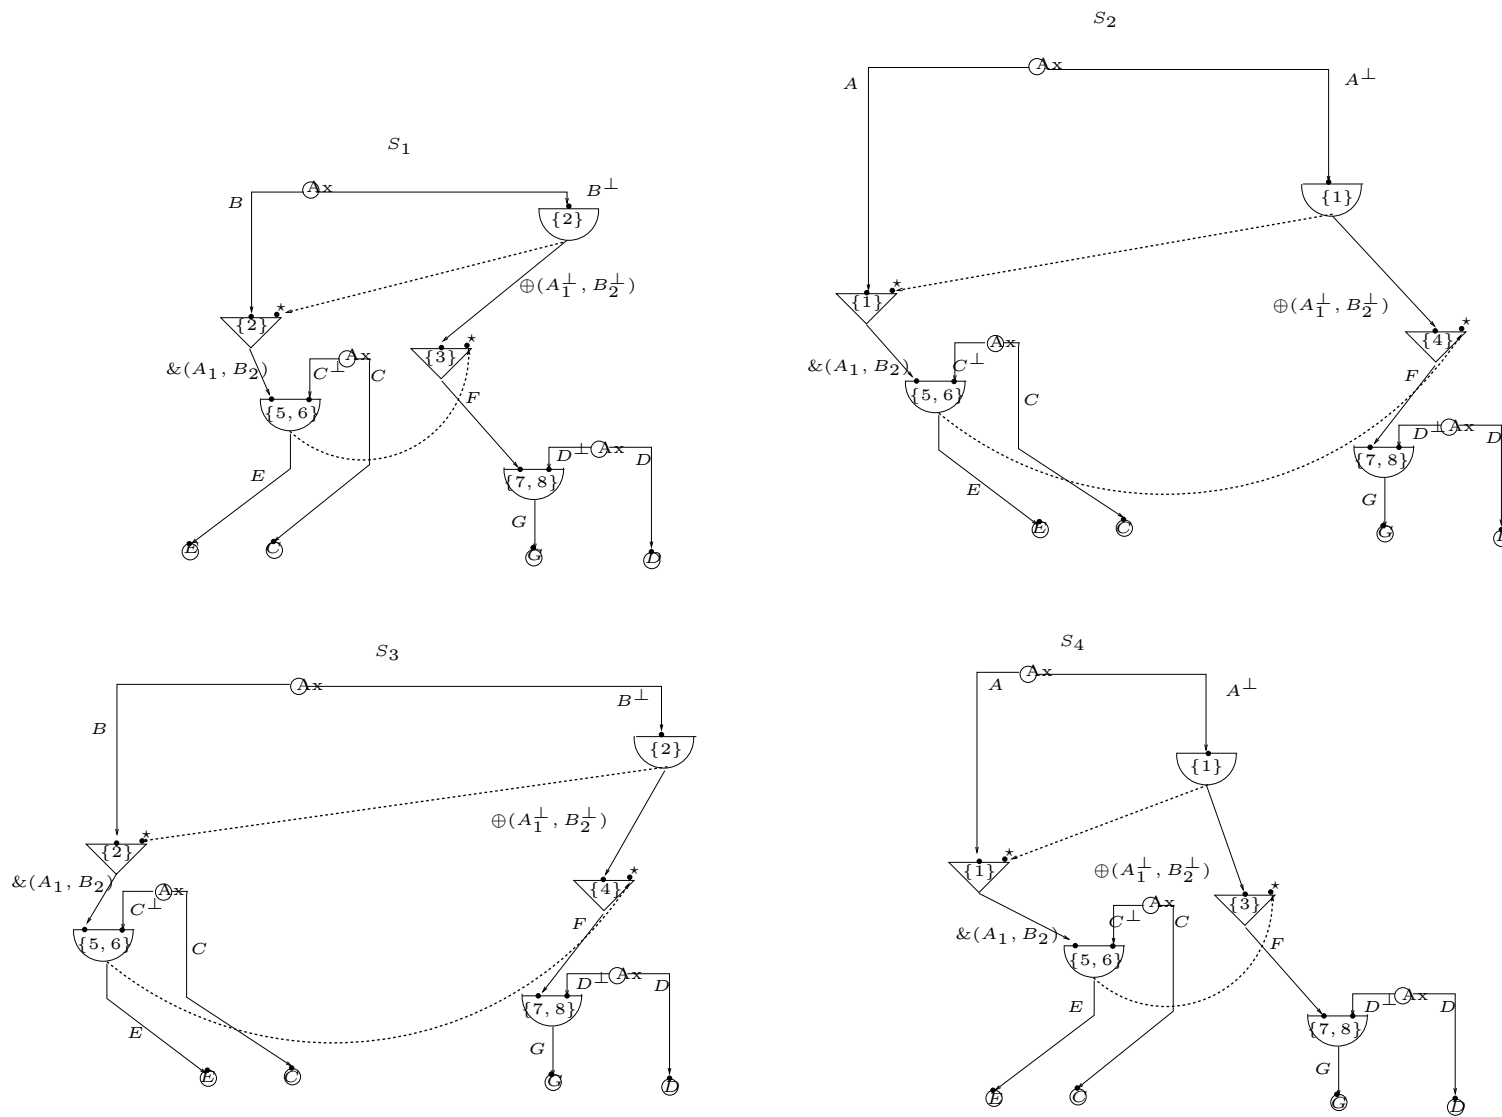 S₁
Ax
B
B⊥
{2}
⊕(A₁⊥, B₂⊥)
⋆
{2}
⋆
{3}
&(A₁, B₂)
C⊥
Ax
C
{5, 6}
F
D⊥
Ax
D
{7, 8}
E
G
E
C
G
D
S₂
Ax
A
A⊥
{1}
⋆
{1}
⊕(A₁⊥, B₂⊥)
⋆
{4}
&(A₁, B₂)
C⊥
Ax
C
{5, 6}
F
D⊥
Ax
D
{7, 8}
E
G
E
C
G
S₃
Ax
B⊥
B
{2}
⊕(A₁⊥, B₂⊥)
⋆
{2}
⋆
{4}
&(A₁, B₂)
C⊥
Ax
C
{5, 6}
F
D⊥
Ax
D
{7, 8}
E
G
E
C
G
D
S₄
Ax
A
A⊥
{1}
⋆
{1}
⊕(A₁⊥, B₂⊥)
⋆
{3}
&(A₁, B₂)
C⊥
Ax
C
{5, 6}
F
D⊥
Ax
D
{7, 8}
E
G
E
C
G
D